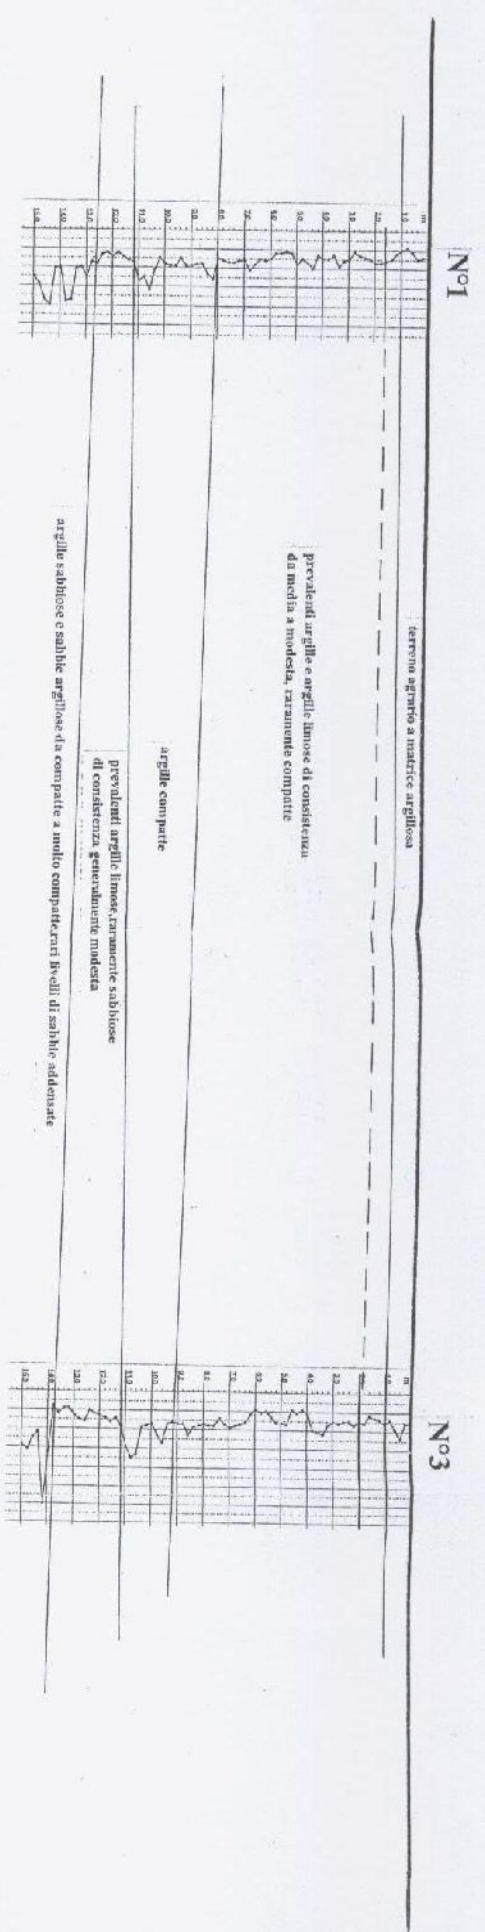 N°1
N°3
terreno agrario a matrice argillosa
prevalenti argille e argille limose di consistenza
da media a modesta, raramente compatte
argille compatte
prevalenti argille limose,raramente sabbiose
di consistenza generalmente modesta
argille sabbiose e sabbie argillose da compatte a molto compatte,rari livelli di sabbie addensate